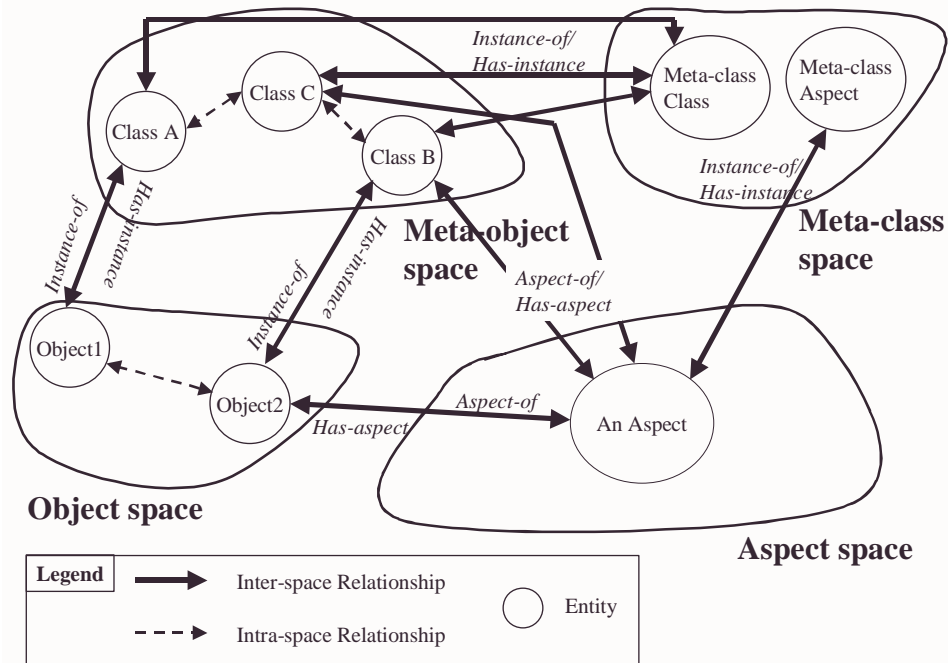 Instance-of/
Has-instance
Class A
Class C
Class B
Meta-class
Class
Meta-class
Aspect
Instance-of/
Has-instance
Meta-object
space
Meta-class
space
Instance-of
Has-instance
Instance-of
Has-instance
Aspect-of/
Has-aspect
Object1
Object2
Aspect-of
Has-aspect
An Aspect
Object space
Aspect space
Legend
Inter-space Relationship
Intra-space Relationship
Entity